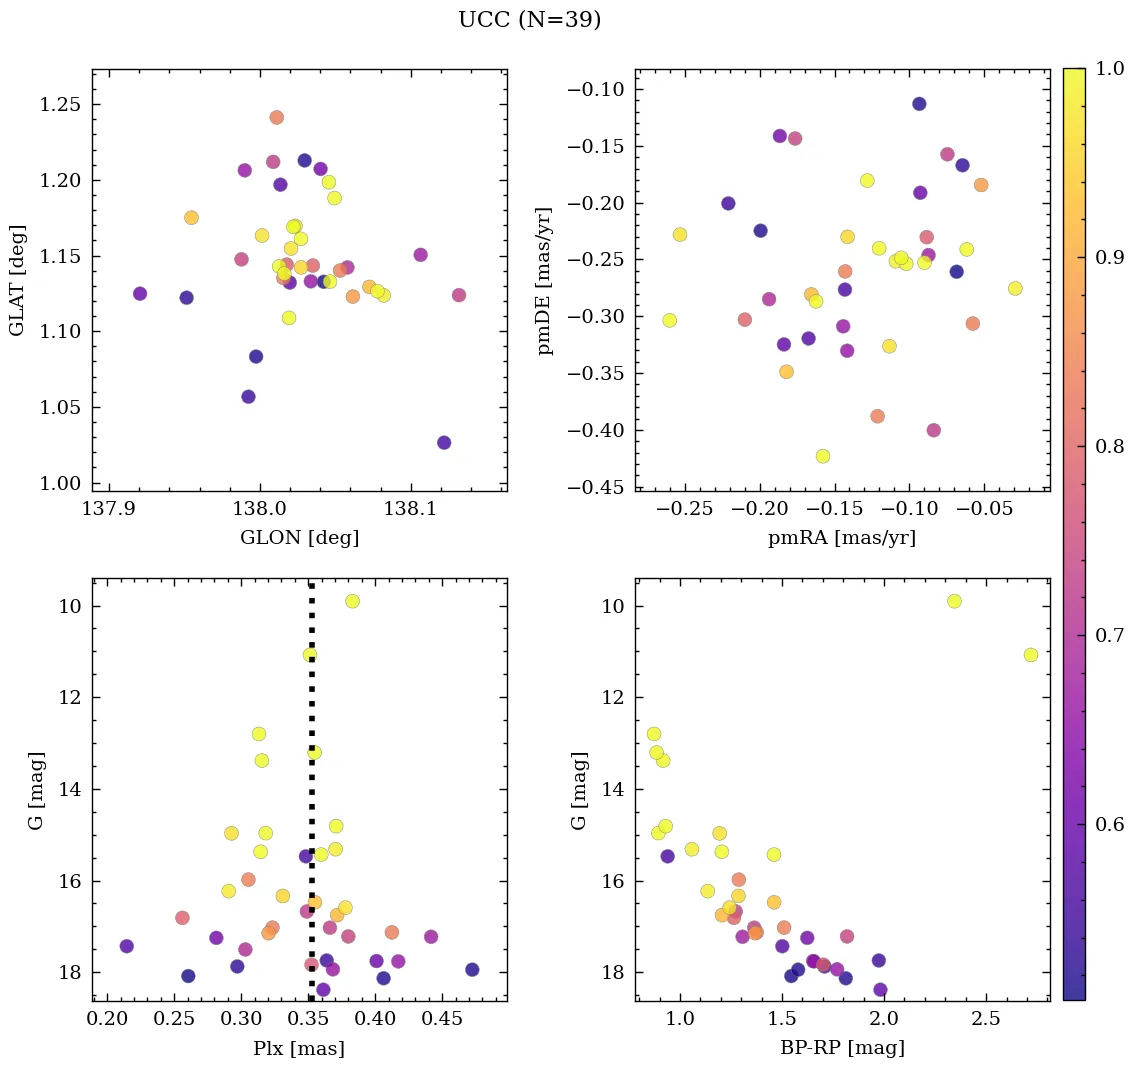 UCC (N=39)
1.25
1.20
1.15
1.10
1.05
1.00
GLAT [deg]
137.9 138.0 138.1
GLON [deg]
−0.10
−0.15
−0.20
−0.25
−0.30
−0.35
−0.40
−0.45
pmDE [mas/yr]
−0.25 −0.20 −0.15 −0.10 −0.05
pmRA [mas/yr]
10
12
14
16
18
G [mag]
0.20 0.25 0.30 0.35 0.40 0.45
Plx [mas]
10
12
14
16
18
G [mag]
1.0 1.5 2.0 2.5
BP-RP [mag]
1.0
0.9
0.8
0.7
0.6